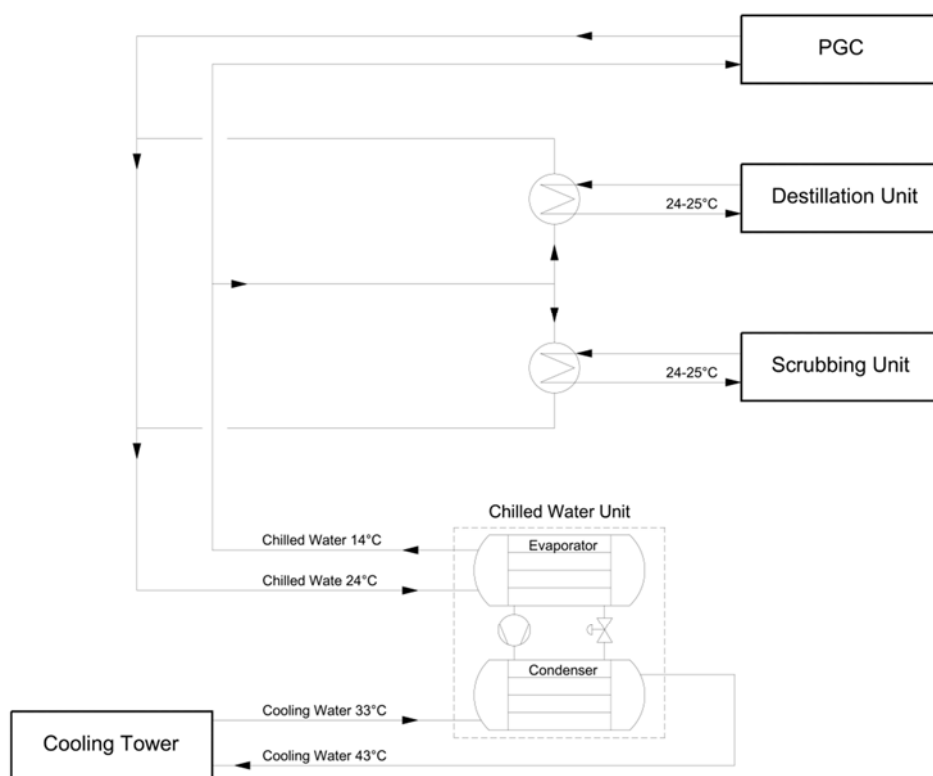 PGC
Destillation Unit
24-25°C
Scrubbing Unit
24-25°C
Chilled Water Unit
Chilled Water 14°C
Evaporator
Chilled Wate 24°C
Condenser
Cooling Water 33°C
Cooling Tower
Cooling Water 43°C